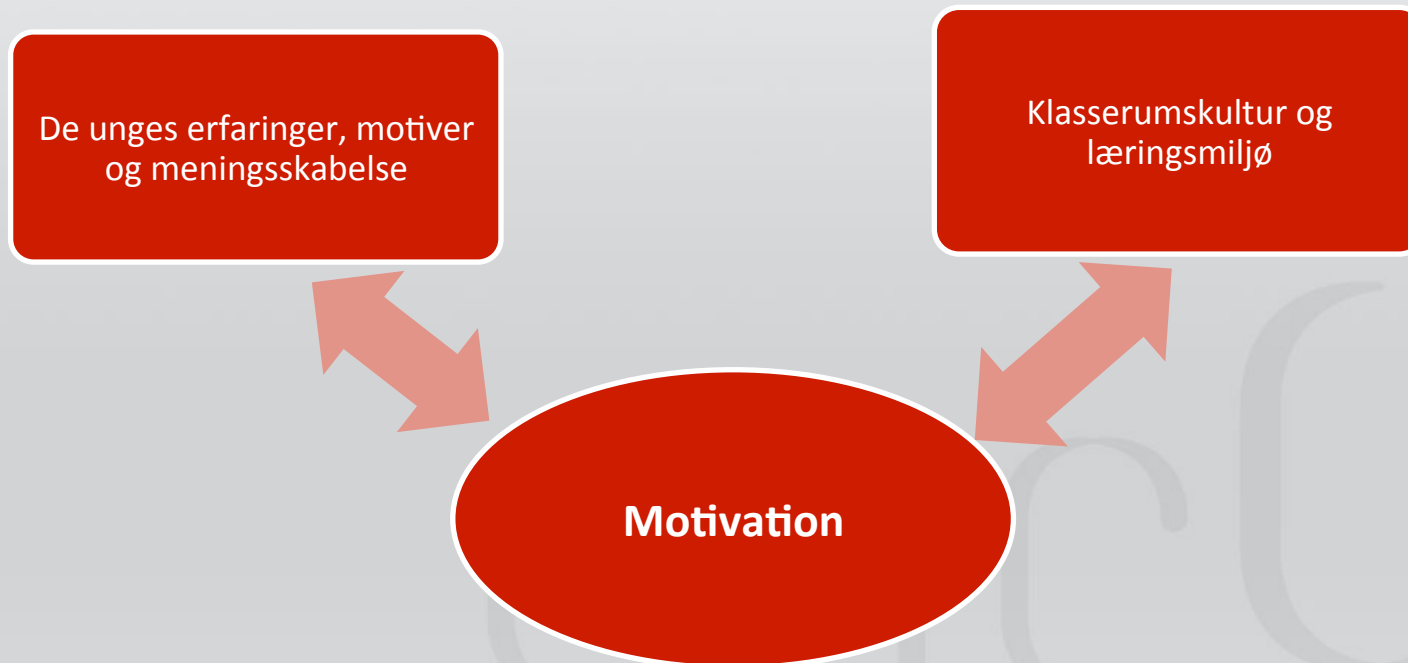 De unges erfaringer, motiver
og meningsskabelse
Klasserumskultur og
læringsmiljø
Motivation